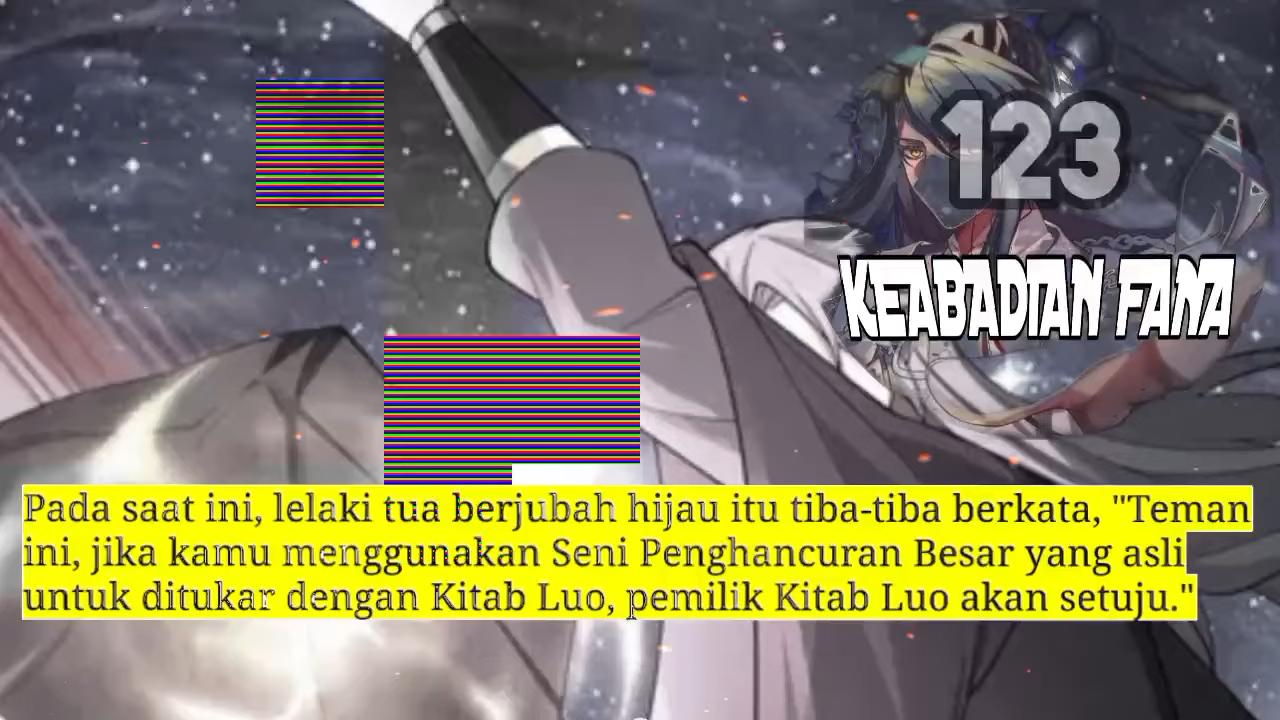 123
KEABADIAN FANA
Pada saat ini, lelaki tua berjubah hijau itu tiba-tiba berkata, "Teman
ini, jika kamu menggunakan Seni Penghancuran Besar yang asli
untuk ditukar dengan Kitab Luo, pemilik Kitab Luo akan setuju."